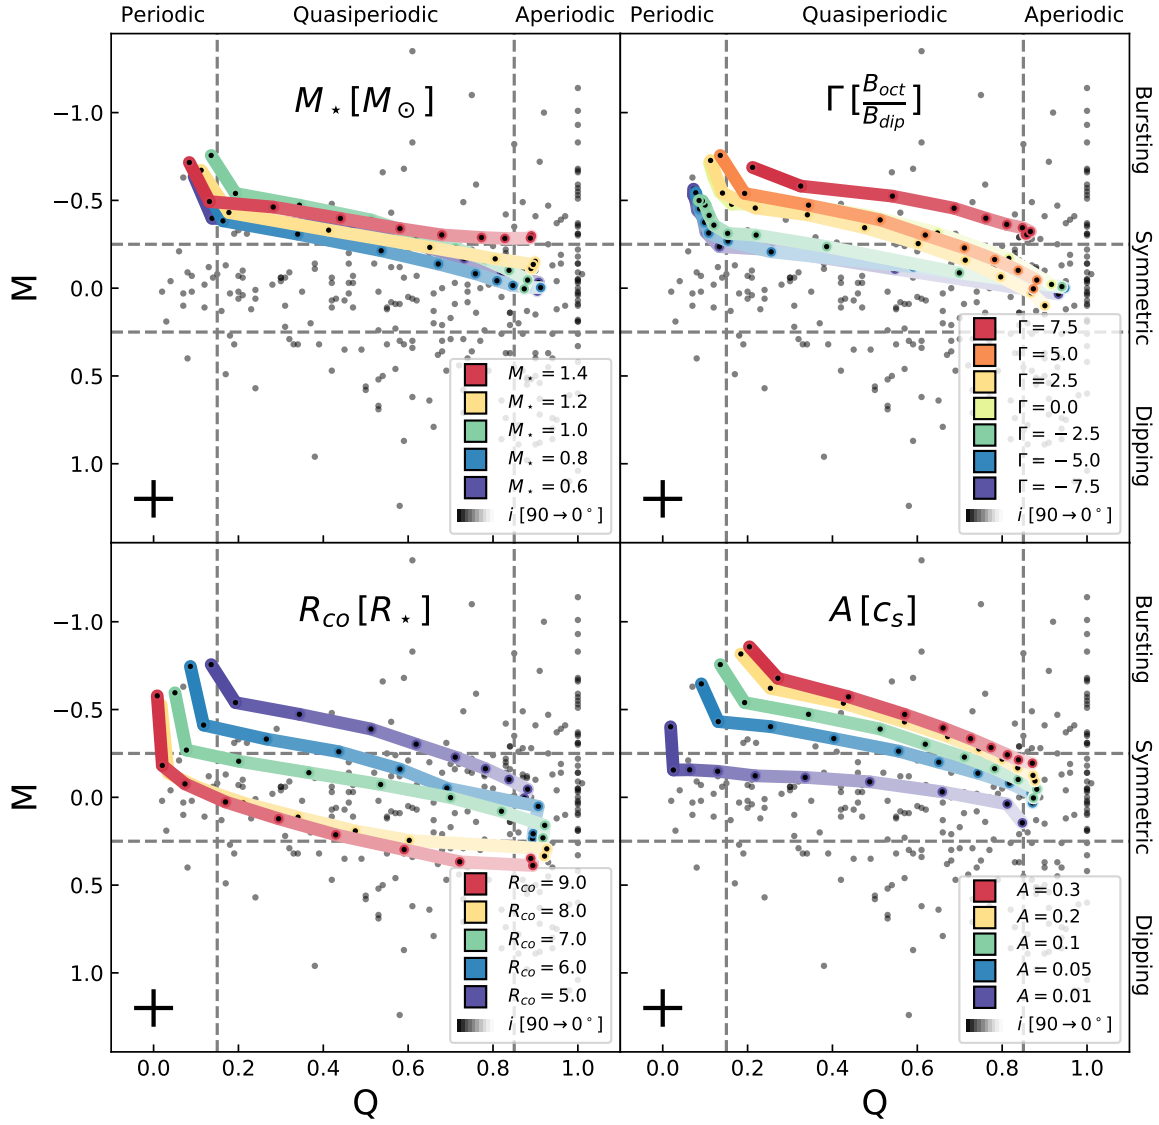 Periodic Quasiperiodic Aperiodic Periodic Quasiperiodic Aperiodic
M⋆ [M⊙]
Γ [B_oct/B_dip]
M
−1.0
−0.5
0.0
0.5
1.0
Bursting
Symmetric
Dipping
M⋆ = 1.4
M⋆ = 1.2
M⋆ = 1.0
M⋆ = 0.8
M⋆ = 0.6
i [90→0°]
Γ = 7.5
Γ = 5.0
Γ = 2.5
Γ = 0.0
Γ = −2.5
Γ = −5.0
Γ = −7.5
i [90→0°]
R_co [R⋆]
A [c_s]
M
−1.0
−0.5
0.0
0.5
1.0
Bursting
Symmetric
Dipping
R_co = 9.0
R_co = 8.0
R_co = 7.0
R_co = 6.0
R_co = 5.0
i [90→0°]
A = 0.3
A = 0.2
A = 0.1
A = 0.05
A = 0.01
i [90→0°]
0.0 0.2 0.4 0.6 0.8 1.0 0.0 0.2 0.4 0.6 0.8 1.0
Q Q